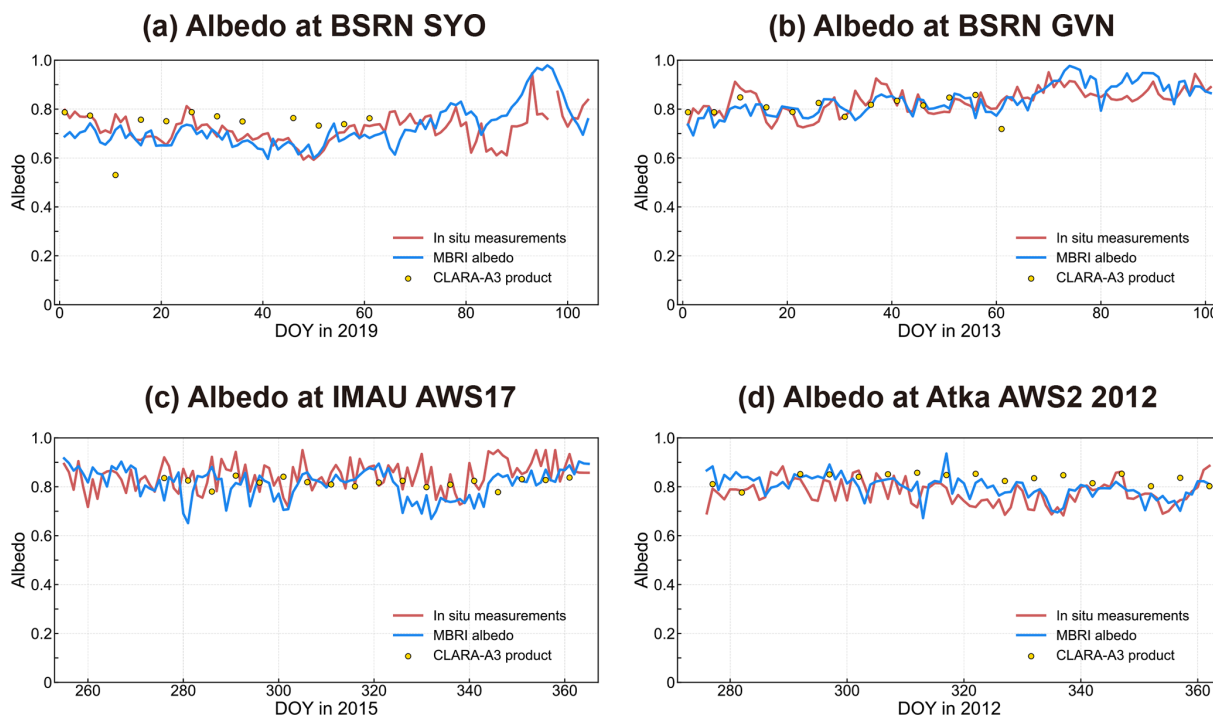 (a) Albedo at BSRN SYO
1.0
0.8
0.6
0.4
0.2
0
Albedo
In situ measurements
MBRI albedo
CLARA-A3 product
0 20 40 60 80 100
DOY in 2019
(b) Albedo at BSRN GVN
1.0
0.8
0.6
0.4
0.2
0
Albedo
In situ measurements
MBRI albedo
CLARA-A3 product
0 20 40 60 80 100
DOY in 2013
(c) Albedo at IMAU AWS17
1.0
0.8
0.6
0.4
0.2
0
Albedo
In situ measurements
MBRI albedo
CLARA-A3 product
260 280 300 320 340 360
DOY in 2015
(d) Albedo at Atka AWS2 2012
1.0
0.8
0.6
0.4
0.2
0
Albedo
In situ measurements
MBRI albedo
CLARA-A3 product
280 300 320 340 360
DOY in 2012